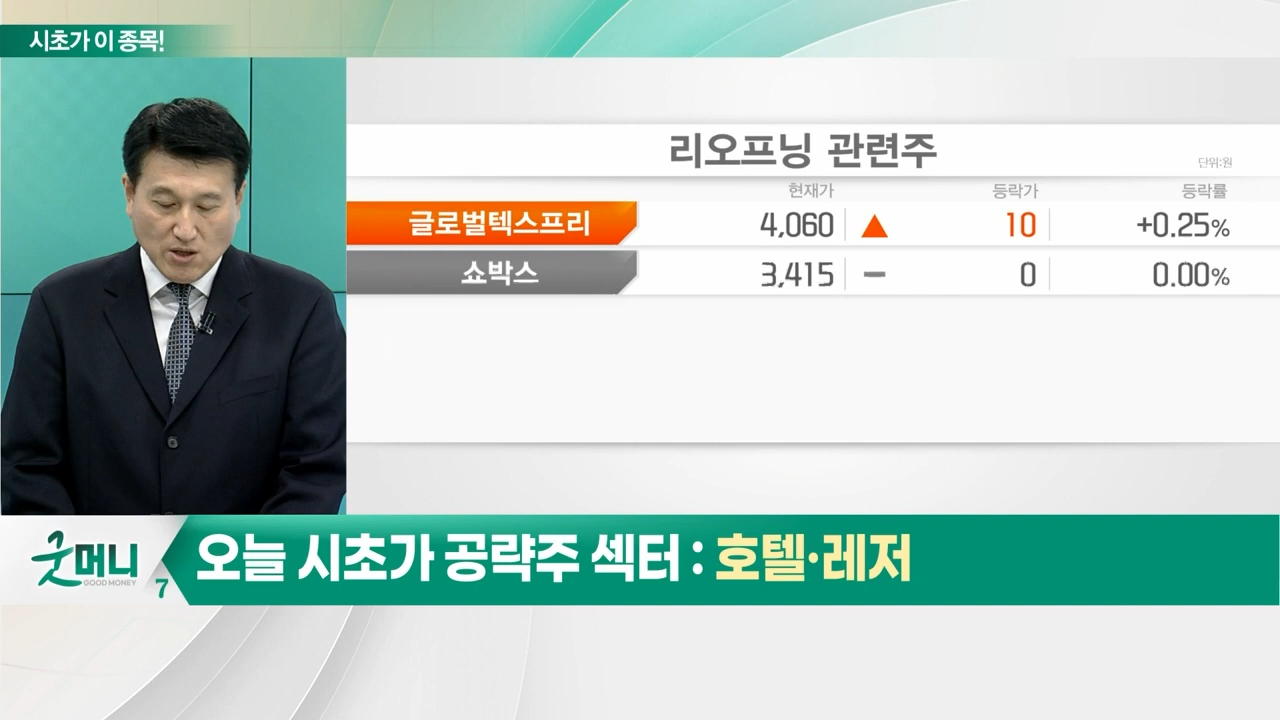 시초가 이 종목!
리오프닝 관련주
단위:원
현재가 등락가 등락률
글로벌텍스프리 4,060 ▲ 10 +0.25%
쇼박스 3,415 – 0 0.00%
굿머니
GOOD MONEY
7
오늘 시초가 공략주 섹터 : 호텔·레저